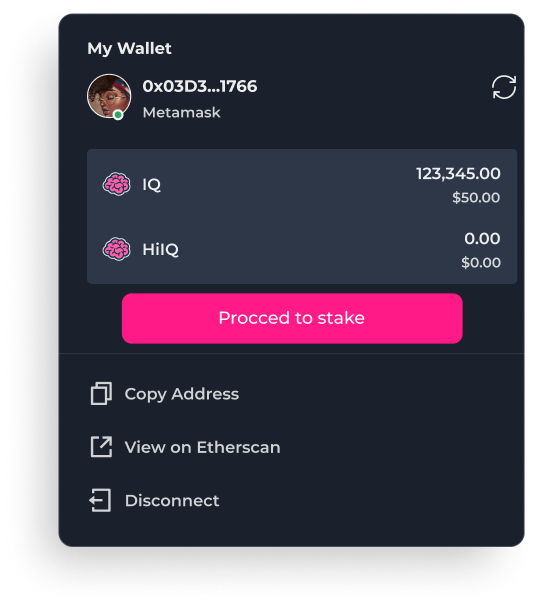 My Wallet
0x03D3...1766
Metamask
IQ
123,345.00
$50.00
HiIQ
0.00
$0.00
Procced to stake
Copy Address
View on Etherscan
Disconnect